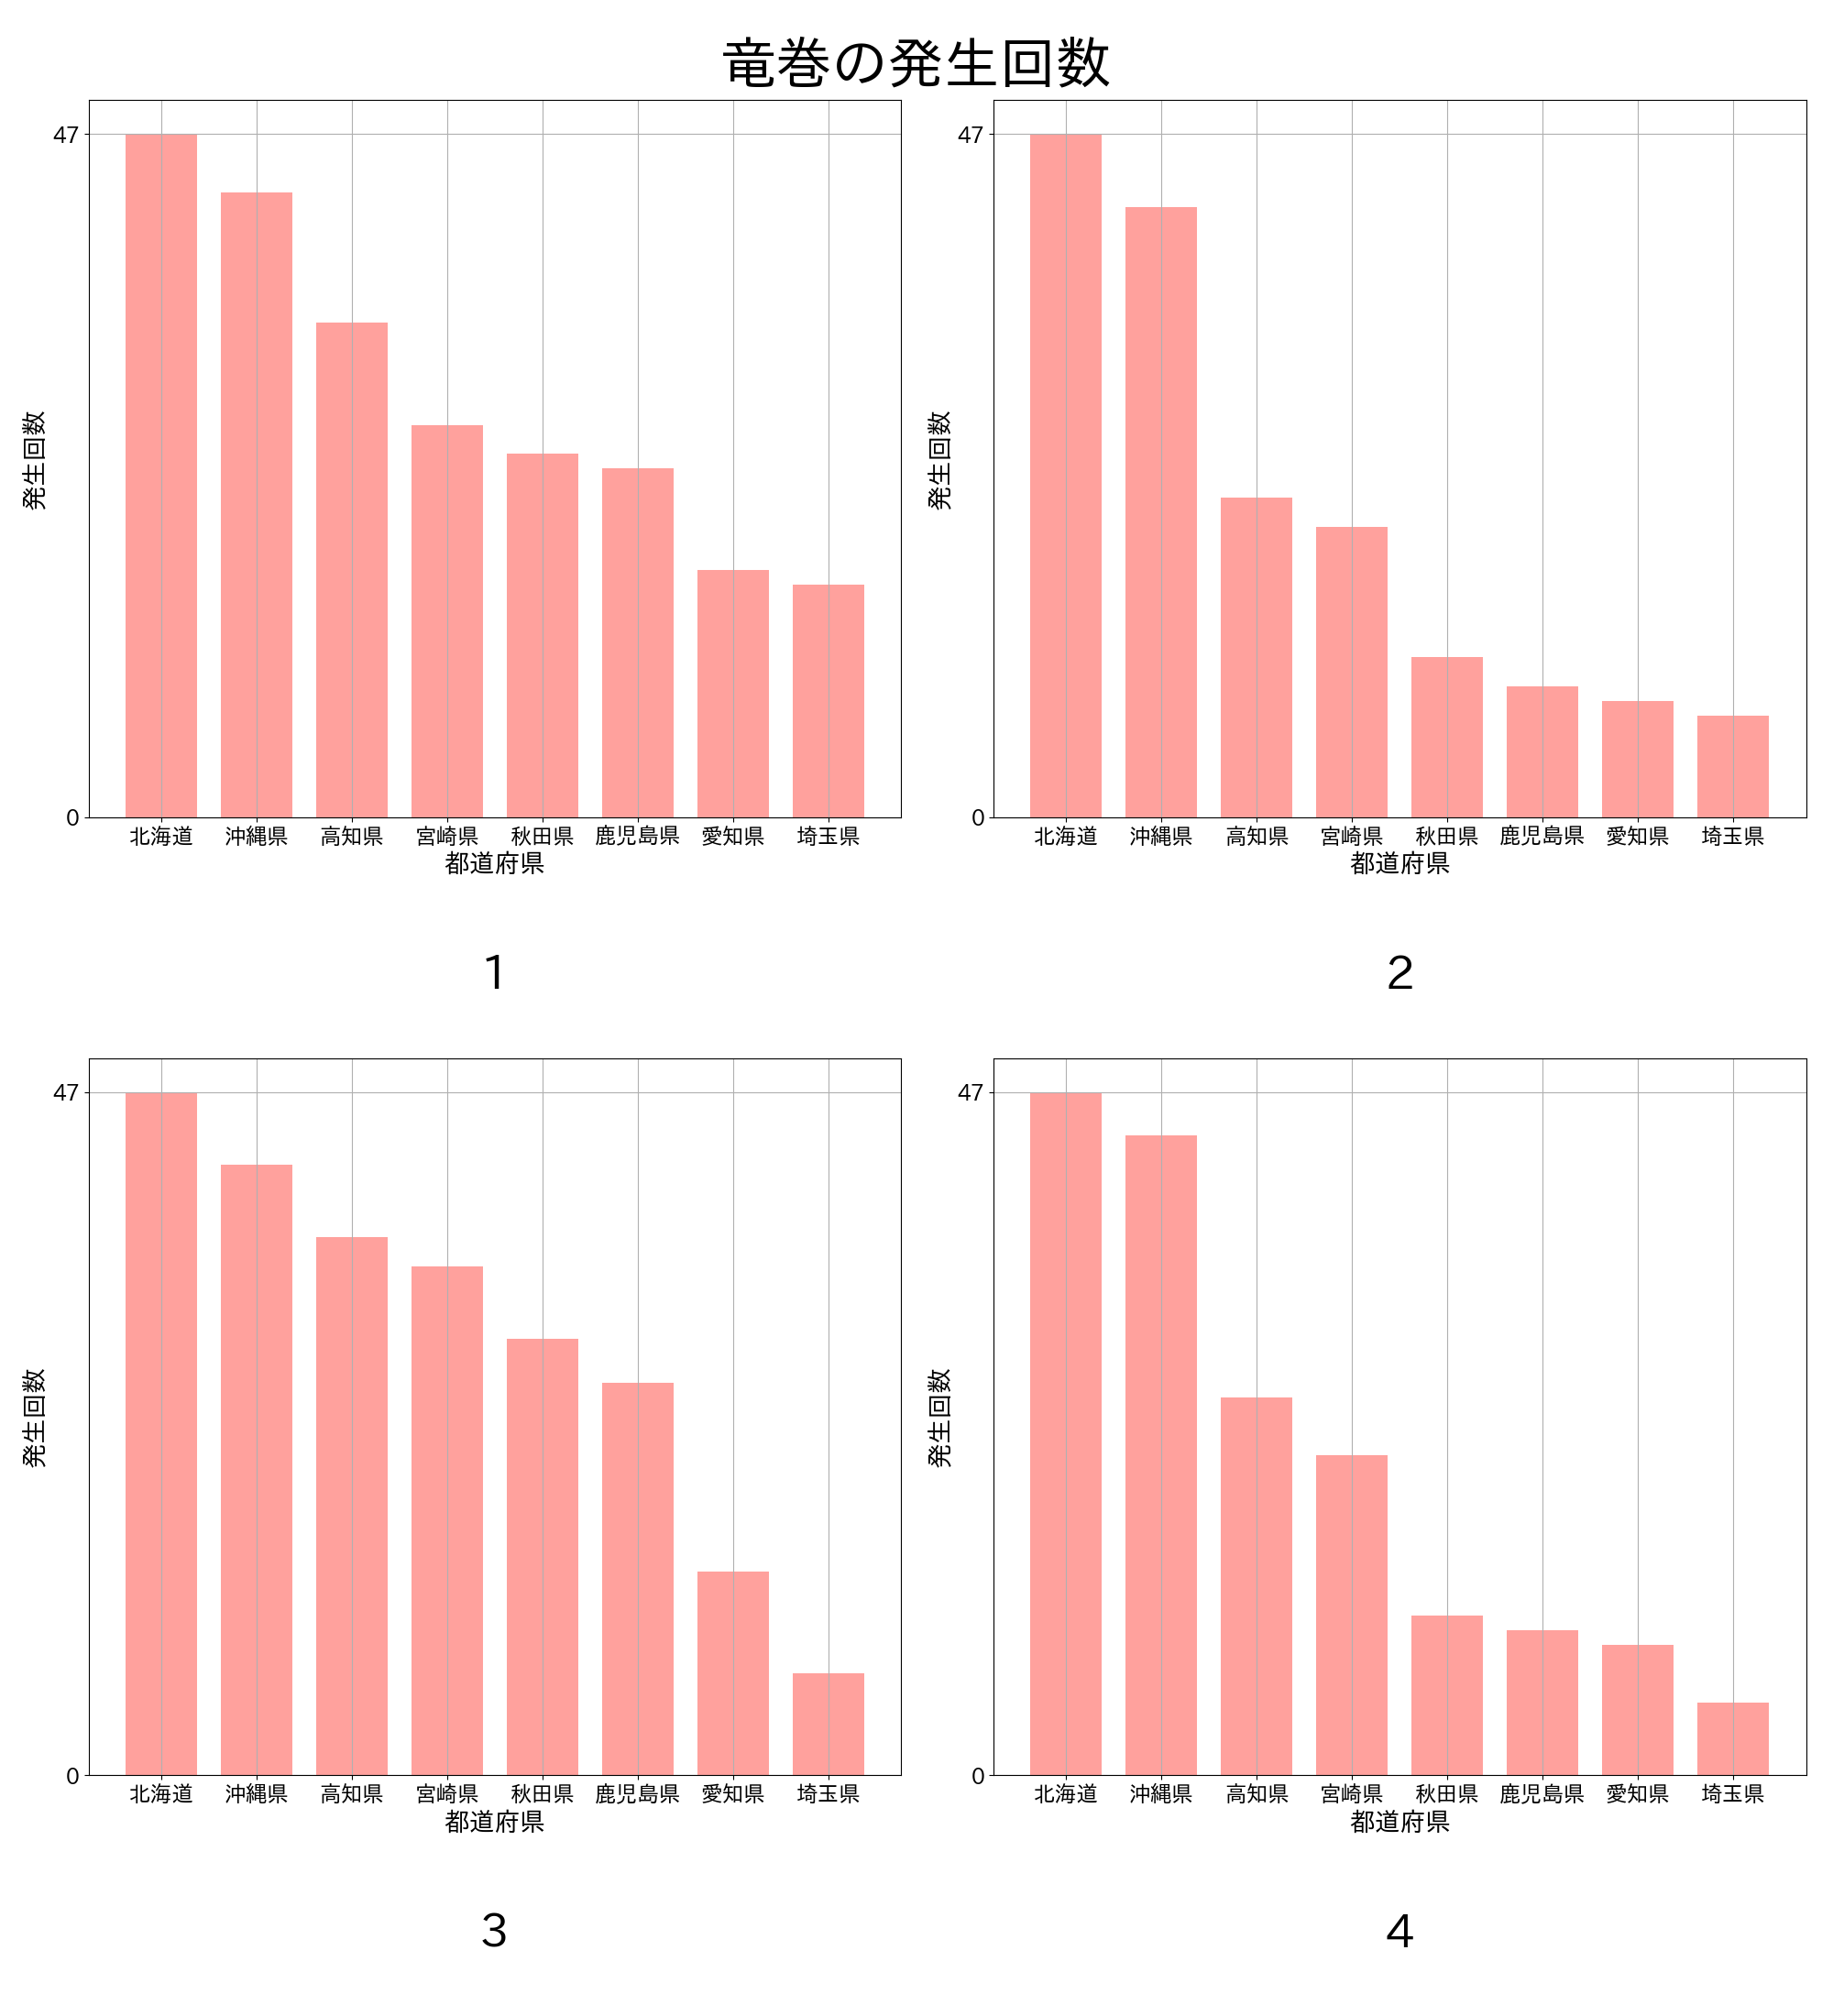 竜巻の発生回数
47
0
発生回数
北海道 沖縄県 高知県 宮崎県 秋田県 鹿児島県 愛知県 埼玉県
都道府県
1
47
0
発生回数
北海道 沖縄県 高知県 宮崎県 秋田県 鹿児島県 愛知県 埼玉県
都道府県
2
47
0
発生回数
北海道 沖縄県 高知県 宮崎県 秋田県 鹿児島県 愛知県 埼玉県
都道府県
3
47
0
発生回数
北海道 沖縄県 高知県 宮崎県 秋田県 鹿児島県 愛知県 埼玉県
都道府県
4